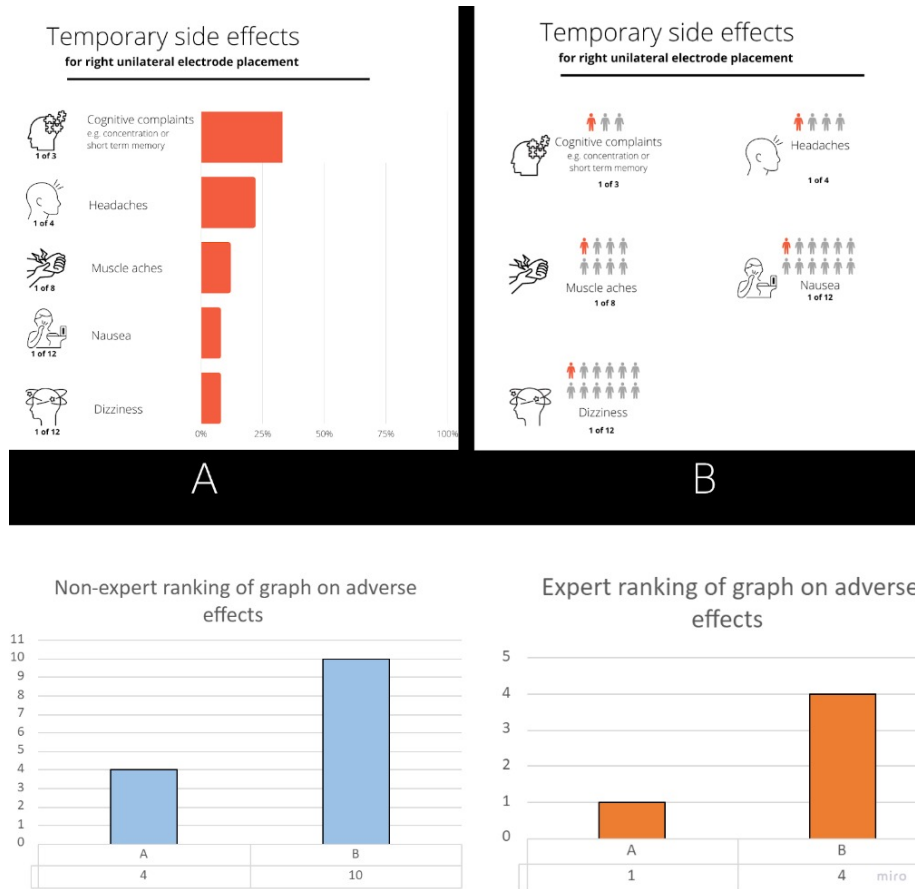 Temporary side effects
for right unilateral electrode placement
Cognitive complaints
e.g. concentration or
short term memory
1 of 3
Headaches
1 of 4
Muscle aches
1 of 8
Nausea
1 of 12
Dizziness
1 of 12
0% 25% 50% 75% 100%
A
Temporary side effects
for right unilateral electrode placement
Cognitive complaints
e.g. concentration or
short term memory
1 of 3
Headaches
1 of 4
Muscle aches
1 of 8
Nausea
1 of 12
Dizziness
1 of 12
B
Non-expert ranking of graph on adverse
effects
11
10
9
8
7
6
5
4
3
2
1
0
A B
4 10
Expert ranking of graph on adverse
effects
5
4
3
2
1
0
A B
1 4
miro